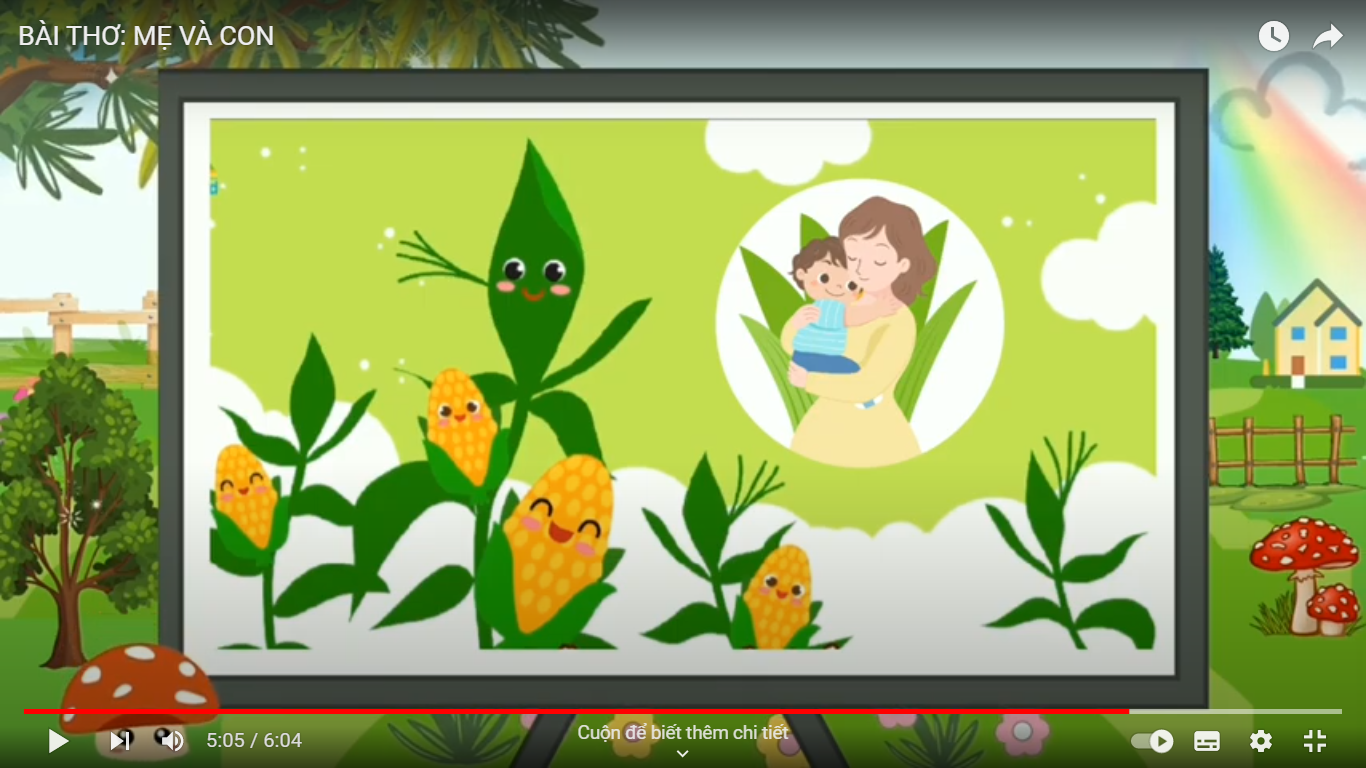 BÀI THƠ: MẸ VÀ CON
5:05 / 6:04
Cuộn để biết thêm chi tiết